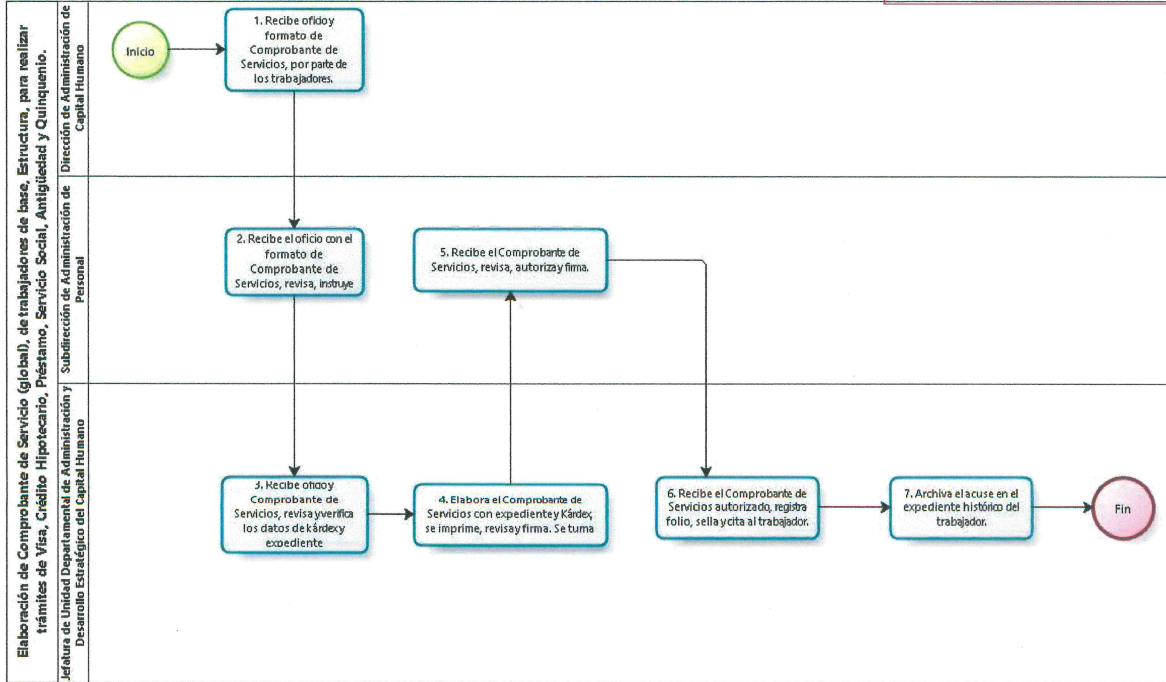 Elaboración de Comprobante de Servicio (global), de trabajadores de base, Estructura, para realizar
trámites de Visa, Crédito Hipotecario, Préstamo, Servicio Social, Antigüedad y Quinquenio.
Dirección de Administración de
Capital Humano
Inicio
1. Recibe oficio y
formato de
Comprobante de
Servicios, por parte de
los trabajadores.
Subdirección de Administración de
Personal
2. Recibe el oficio con el
formato de
Comprobante de
Servicios, revisa, instruye
5. Recibe el Comprobante de
Servicios, revisa, autoriza y firma.
Jefatura de Unidad Departamental de Administración y
Desarrollo Estratégico del Capital Humano
3. Recibe oficio y
Comprobante de
Servicios, revisa y verifica
los datos de kárdex y
expediente
4. Elabora el Comprobante de
Servicios con expediente y Kárdex,
se imprime, revisa y firma. Se turna
6. Recibe el Comprobante de
Servicios autorizado, registra
folio, sella y cita al trabajador.
7. Archiva el acuse en el
expediente histórico del
trabajador.
Fin